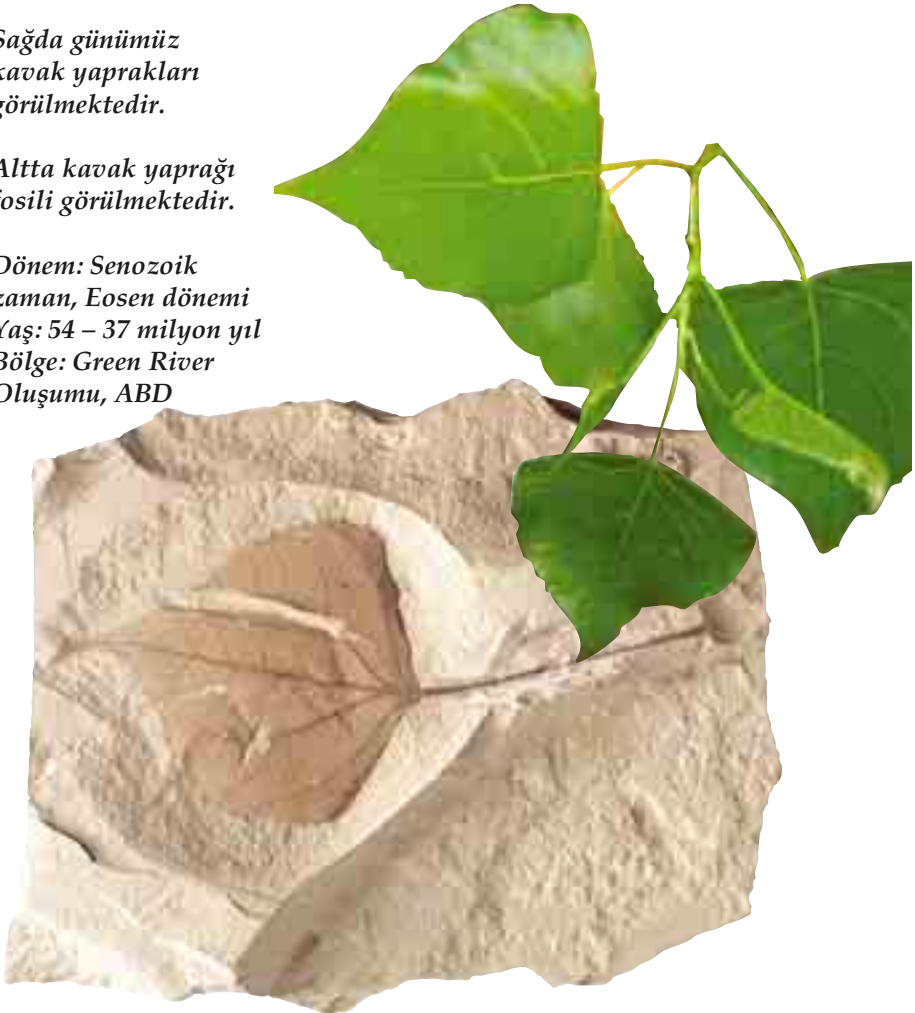 Sağda günümüz
kavak yaprakları
görülmektedir.
Altta kavak yaprağı
fosili görülmektedir.
Dönem: Senozoik
zaman, Eosen dönemi
Yaş: 54 – 37 milyon yıl
Bölge: Green River
Oluşumu, ABD